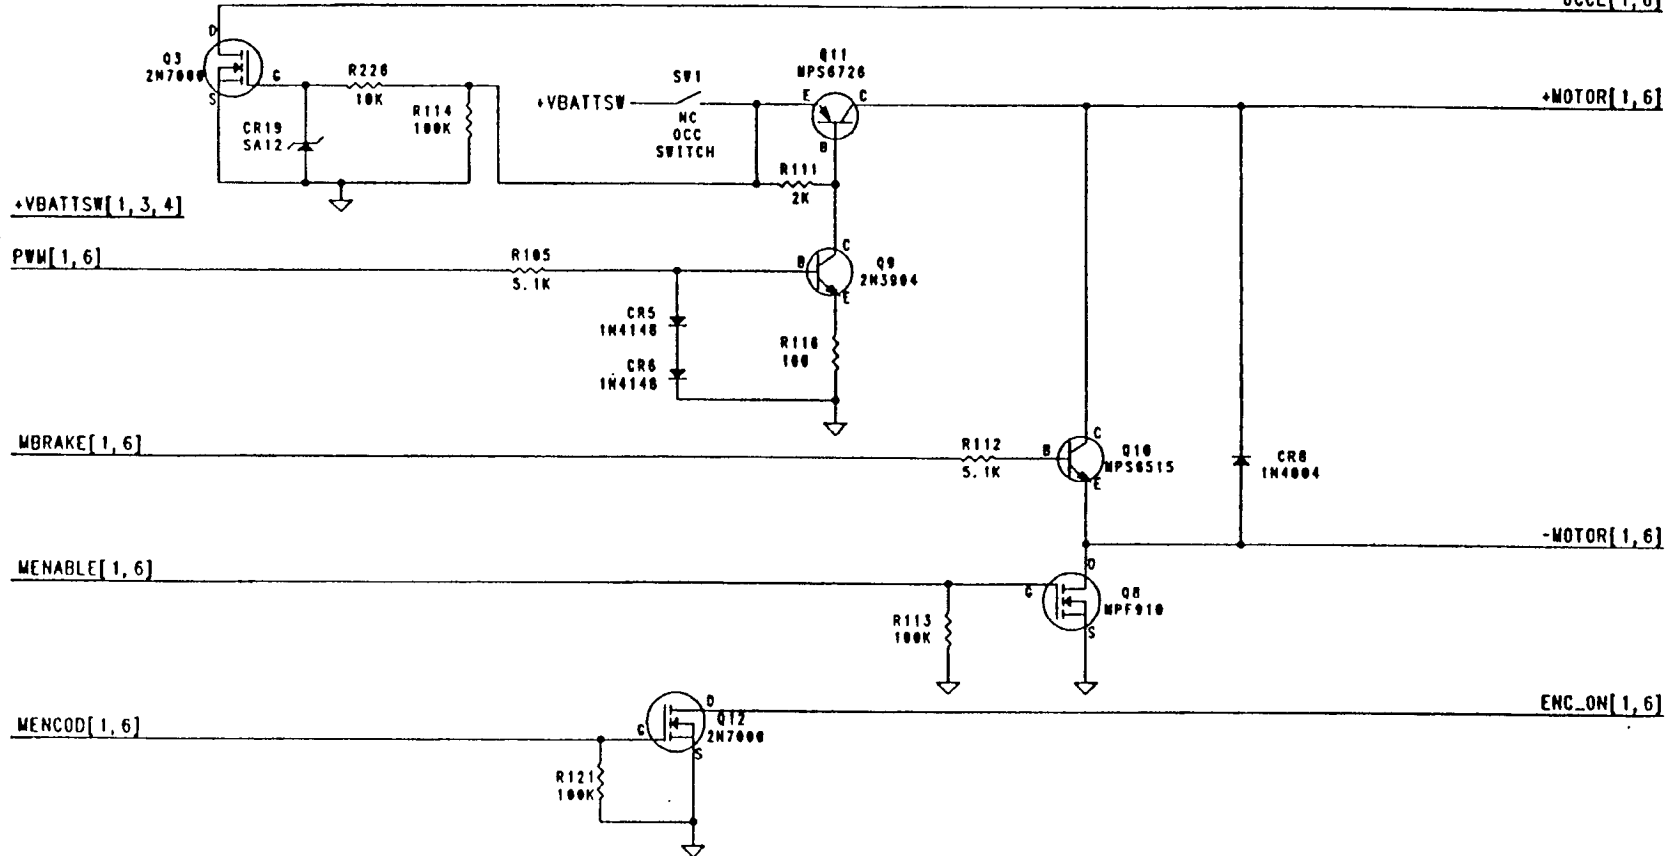 OCCL[1,6]
D
Q3
2N7000
G
S
R226
10K
R114
100K
CR19
SA12
+VBATTSW
SW1
NC
OCC
SWITCH
Q11
MPS6726
E
C
B
+MOTOR[1,6]
R111
2K
+VBATTSW[1,3,4]
PWM[1,6]
R105
5.1K
B
C
Q9
2N3904
E
CR5
1N4148
CR6
1N4148
R110
100
MBRAKE[1,6]
R112
5.1K
B
C
Q10
MPS6515
E
CR8
1N4004
-MOTOR[1,6]
MENABLE[1,6]
D
G
Q8
MPF910
S
R113
100K
MENCOD[1,6]
D
Q12
2N7000
G
S
ENC_ON[1,6]
R121
100K